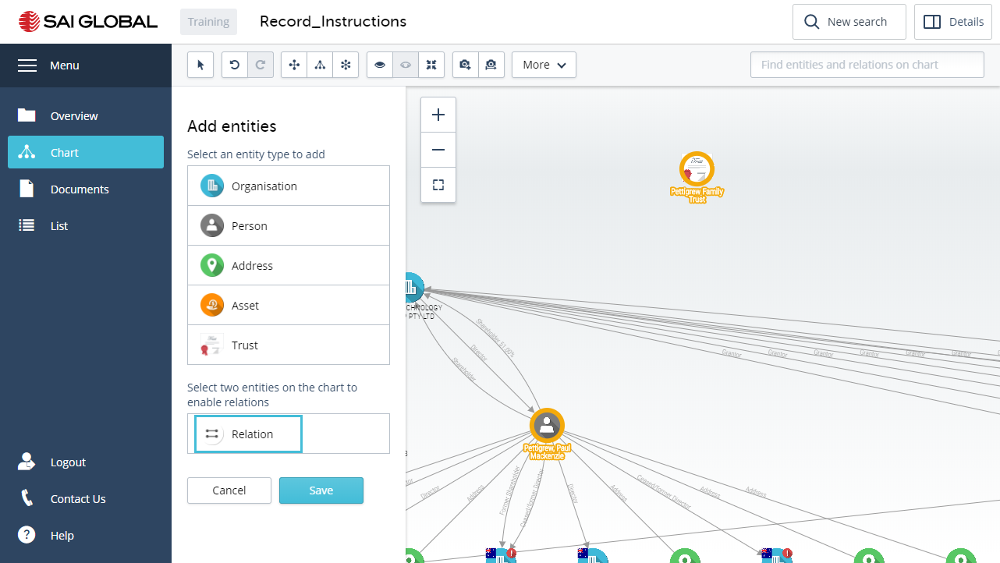 SAI GLOBAL
Training
Record_Instructions
New search
Details
Menu
More
Find entities and relations on chart
Overview
Chart
Documents
List
Logout
Contact Us
? Help
Add entities
Select an entity type to add
Organisation
Person
Address
Asset
Trust
Select two entities on the chart to
enable relations
Relation
Cancel
Save
Pettigrew Family
Trust
CHNOLOGY
PTY LTD
Shareholder 51.00%
Director
Shareholder
Grantor
Grantor
Grantor
Grantor
Grantor
Grantor
Grantor
Pettigrew, Paul
Mackenzie
Director
Address
Former Shareholder
Ceased/former Director
Director
Address
Ceased/former Director
Address
Address